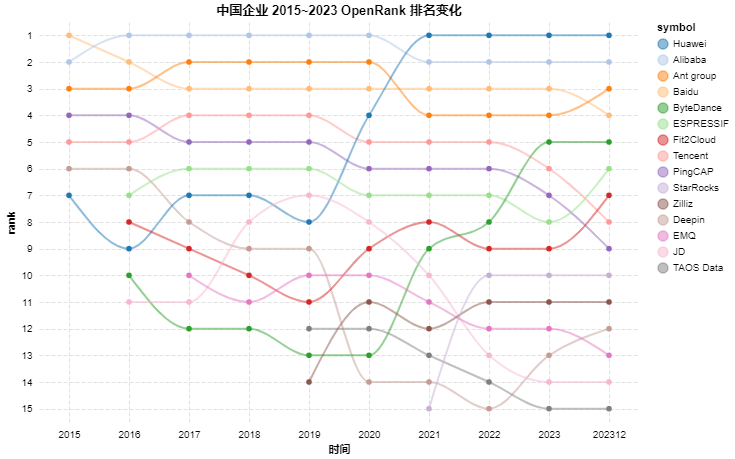 中国企业 2015~2023 OpenRank 排名变化
symbol
Huawei
Alibaba
Ant group
Baidu
ByteDance
ESPRESSIF
Fit2Cloud
Tencent
PingCAP
StarRocks
Zilliz
Deepin
EMQ
JD
TAOS Data
rank
1
2
3
4
5
6
7
8
9
10
11
12
13
14
15
2015 2016 2017 2018 2019 2020 2021 2022 2023 202312
时间